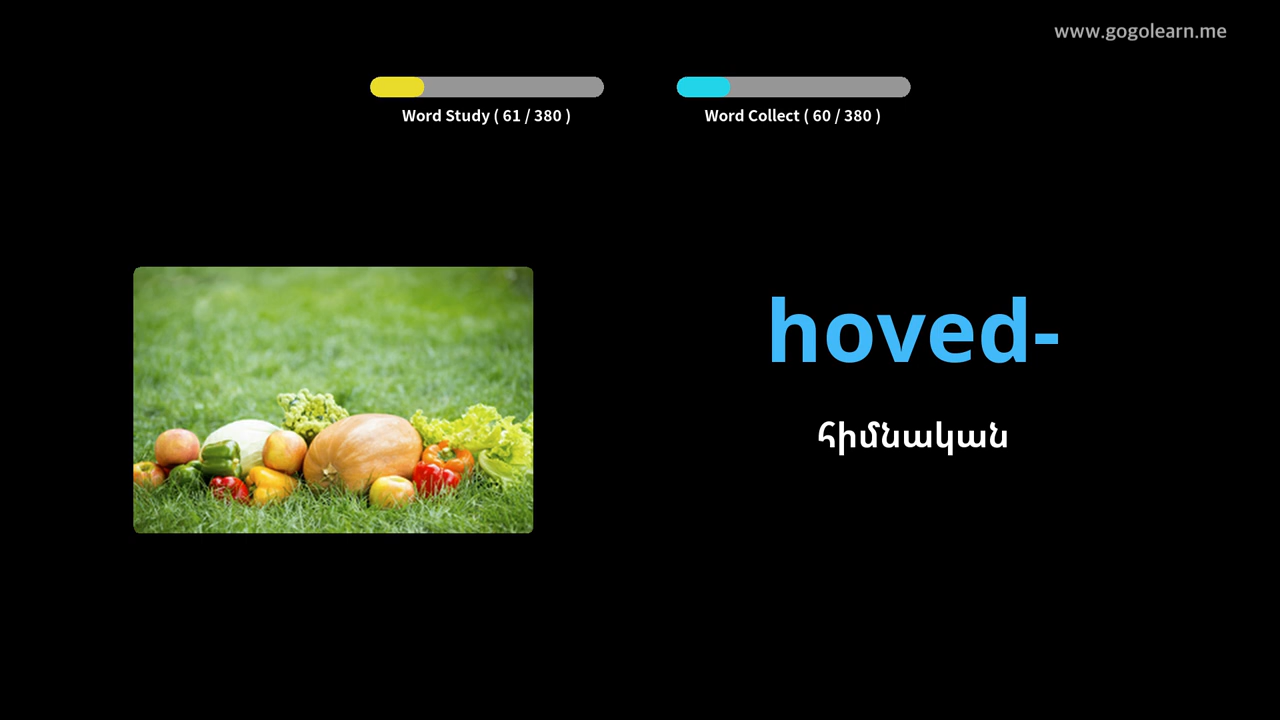 www.gogolearn.me
Word Study ( 61 / 380 )
Word Collect ( 60 / 380 )
hoved-
հիմնական